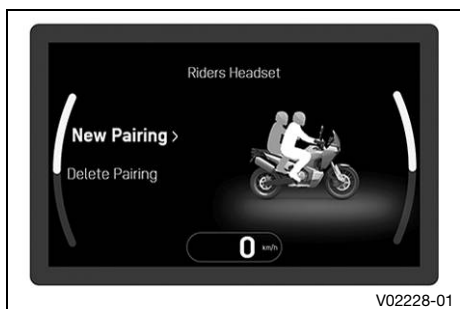 Riders Headset
New Pairing >
Delete Pairing
0 km/h
V02228-01